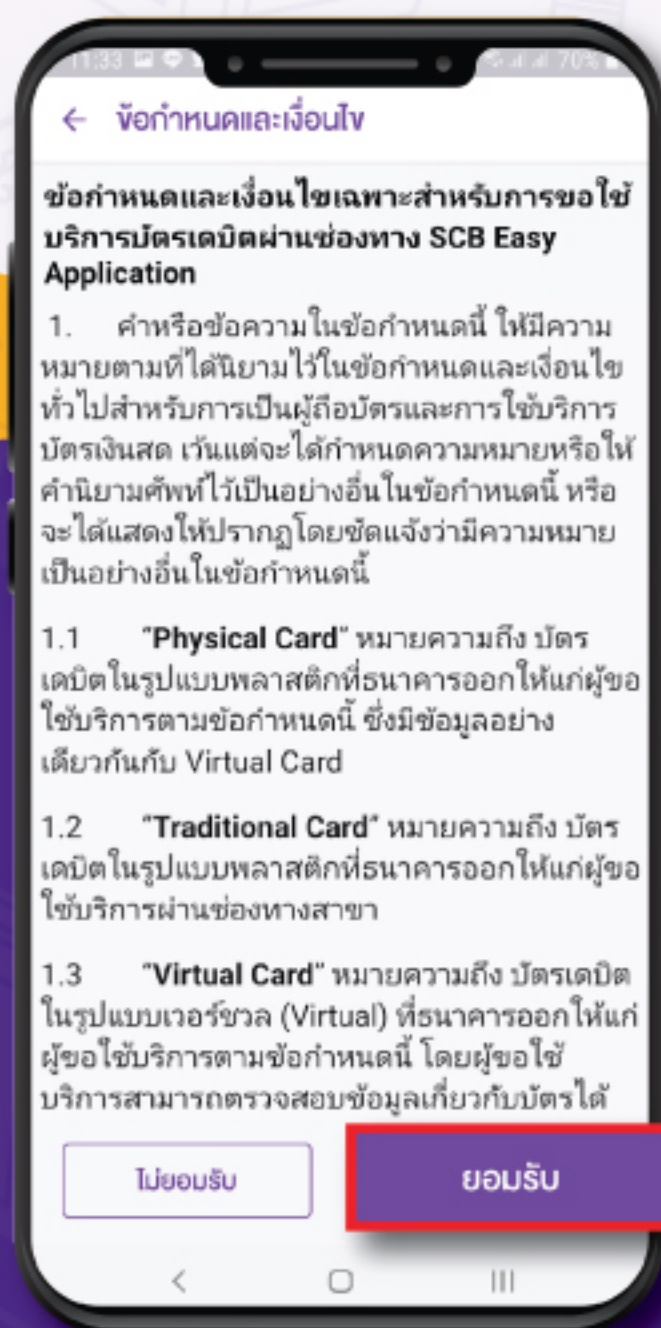 11:33 70%
← ข้อกำหนดและเงื่อนไข
ข้อกำหนดและเงื่อนไขเฉพาะสำหรับการขอใช้
บริการบัตรเดบิตผ่านช่องทาง SCB Easy
Application
1. คำหรือข้อความในข้อกำหนดนี้ ให้มีความ
หมายตามที่ได้นิยามไว้ในข้อกำหนดและเงื่อนไข
ทั่วไปสำหรับการเป็นผู้ถือบัตรและการใช้บริการ
บัตรเงินสด เว้นแต่จะได้กำหนดความหมายหรือให้
คำนิยามศัพท์ไว้เป็นอย่างอื่นในข้อกำหนดนี้ หรือ
จะได้แสดงให้ปรากฏโดยชัดแจ้งว่ามีความหมาย
เป็นอย่างอื่นในข้อกำหนดนี้
1.1 "Physical Card" หมายความถึง บัตร
เดบิตในรูปแบบพลาสติกที่ธนาคารออกให้แก่ผู้ขอ
ใช้บริการตามข้อกำหนดนี้ ซึ่งมีข้อมูลอย่าง
เดียวกันกับ Virtual Card
1.2 "Traditional Card" หมายความถึง บัตร
เดบิตในรูปแบบพลาสติกที่ธนาคารออกให้แก่ผู้ขอ
ใช้บริการผ่านช่องทางสาขา
1.3 "Virtual Card" หมายความถึง บัตรเดบิต
ในรูปแบบเวอร์ชวล (Virtual) ที่ธนาคารออกให้แก่
ผู้ขอใช้บริการตามข้อกำหนดนี้ โดยผู้ขอใช้
บริการสามารถตรวจสอบข้อมูลเกี่ยวกับบัตรได้
ไม่ยอมรับ ยอมรับ